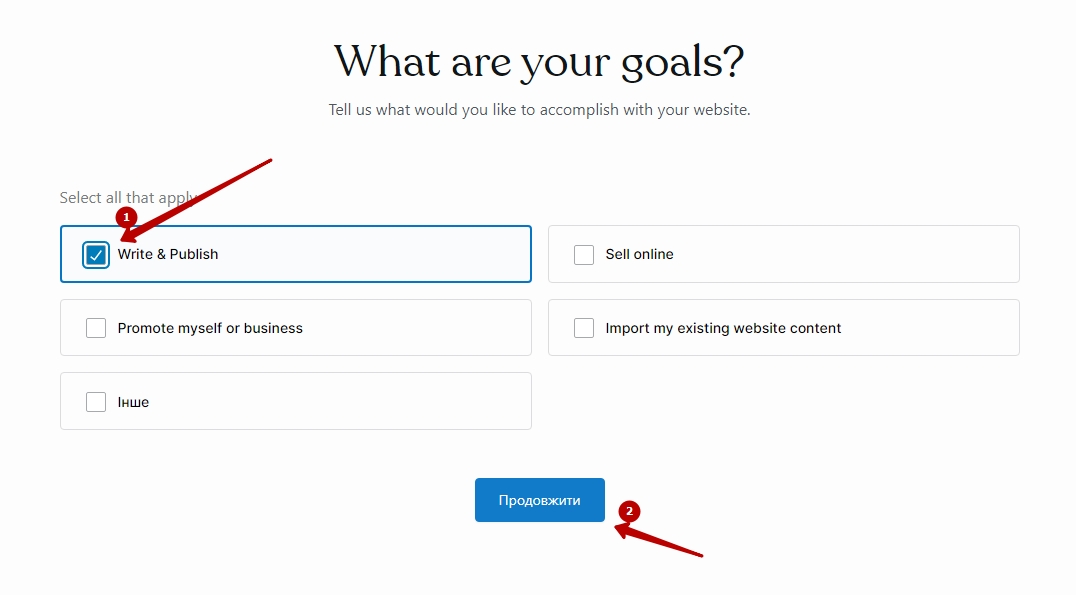 What are your goals?
Tell us what would you like to accomplish with your website.
Select all that apply
1
Write & Publish
Sell online
Promote myself or business
Import my existing website content
Інше
Продовжити
2